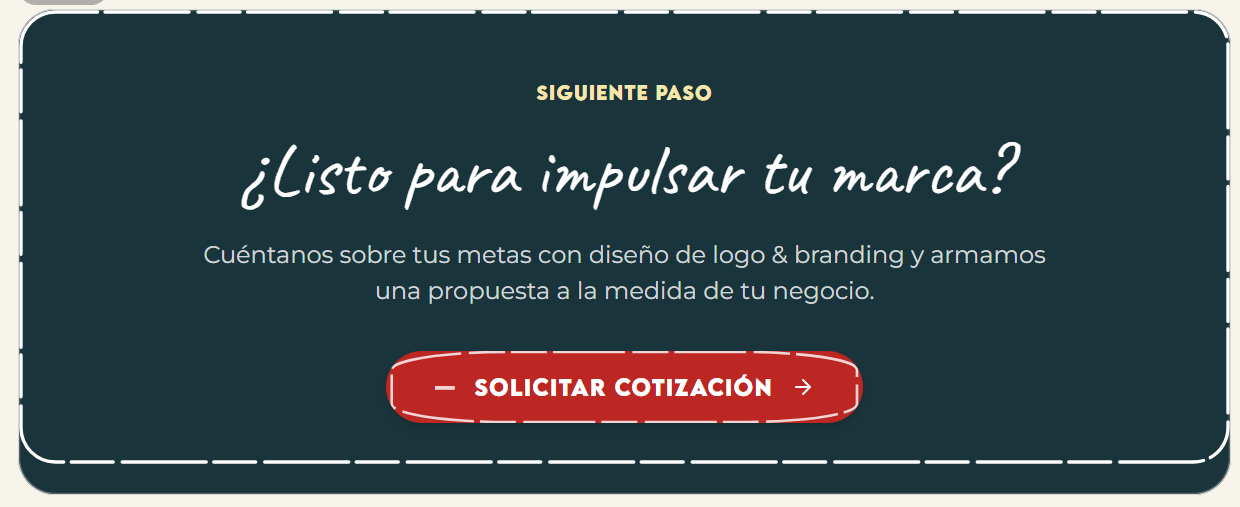 SIGUIENTE PASO
¿Listo para impulsar tu marca?
Cuéntanos sobre tus metas con diseño de logo & branding y armamos
una propuesta a la medida de tu negocio.
— SOLICITAR COTIZACIÓN →